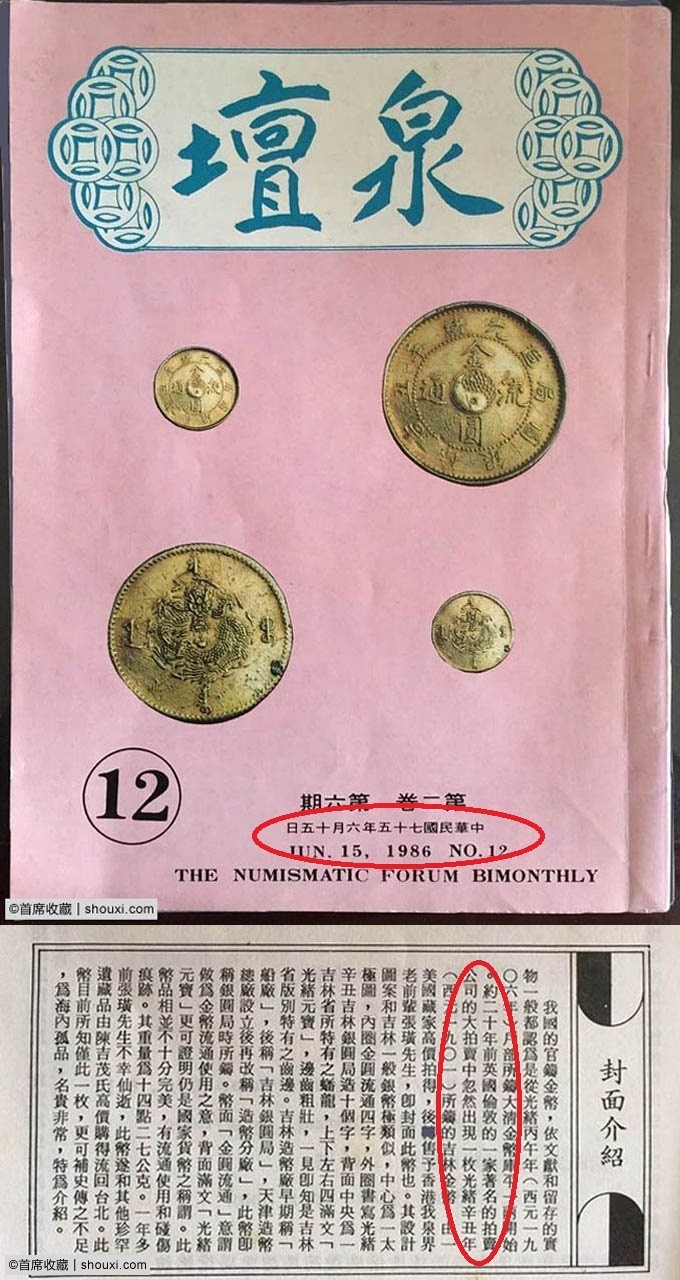 泉壇
金圓流通
金圓流通
12
第二卷 第六期
中華民國七十五年六月十五日
JUN. 15, 1986 NO.12
THE NUMISMATIC FORUM BIMONTHLY
©首席收藏 | shouxi.com
封面介紹
我國的官鑄金幣，依文獻和留存的實
物一般都認爲是從光緒丙午年（西元一九
〇六年）戶部所鑄大清金幣庫平一兩開始
。約二十年前英國倫敦的一家著名的拍賣
公司的大拍賣中忽然出現一枚光緒辛丑年
（西元一九〇一）所鑄的吉林金幣，由一
美國藏家高價拍得，後轉售予香港我泉界
老前輩張璜先生，卽封面此幣也。其設計
圖案和吉林一般銀幣極類似，中心爲一太
極圖，內圈金圓流通四字，外圈書寫光緒
辛丑吉林銀圓局造十個字，背面中央爲一
吉林省所特有之蟠龍，上下左右四滿文「
光緒元寶」，邊齒粗壯，一見卽知是吉林
省版別特有之齒邊。吉林造幣廠早期稱「
船廠」，後稱「吉林銀圓局」，天津造幣
總廠設立後再改稱「造幣分廠」，此幣卽
稱銀圓局時所鑄。幣面「金圓流通」意謂
做爲金幣流通使用之意，背面滿文「光緒
元寶」更可證明仍是國家貨幣之稱謂。此
幣品相並不十分完美，有流通使用和碰傷
痕跡。其重量爲十四點二七公克。一年多
前張璜先生不幸仙逝，此幣遂和其他珍罕
遺藏品由陳吉茂氏高價購得流回台北。此
幣目前所知僅此一枚，更可補史傳之不足
，爲海內孤品，名貴非常，特爲介紹。
©首席收藏 | shouxi.com